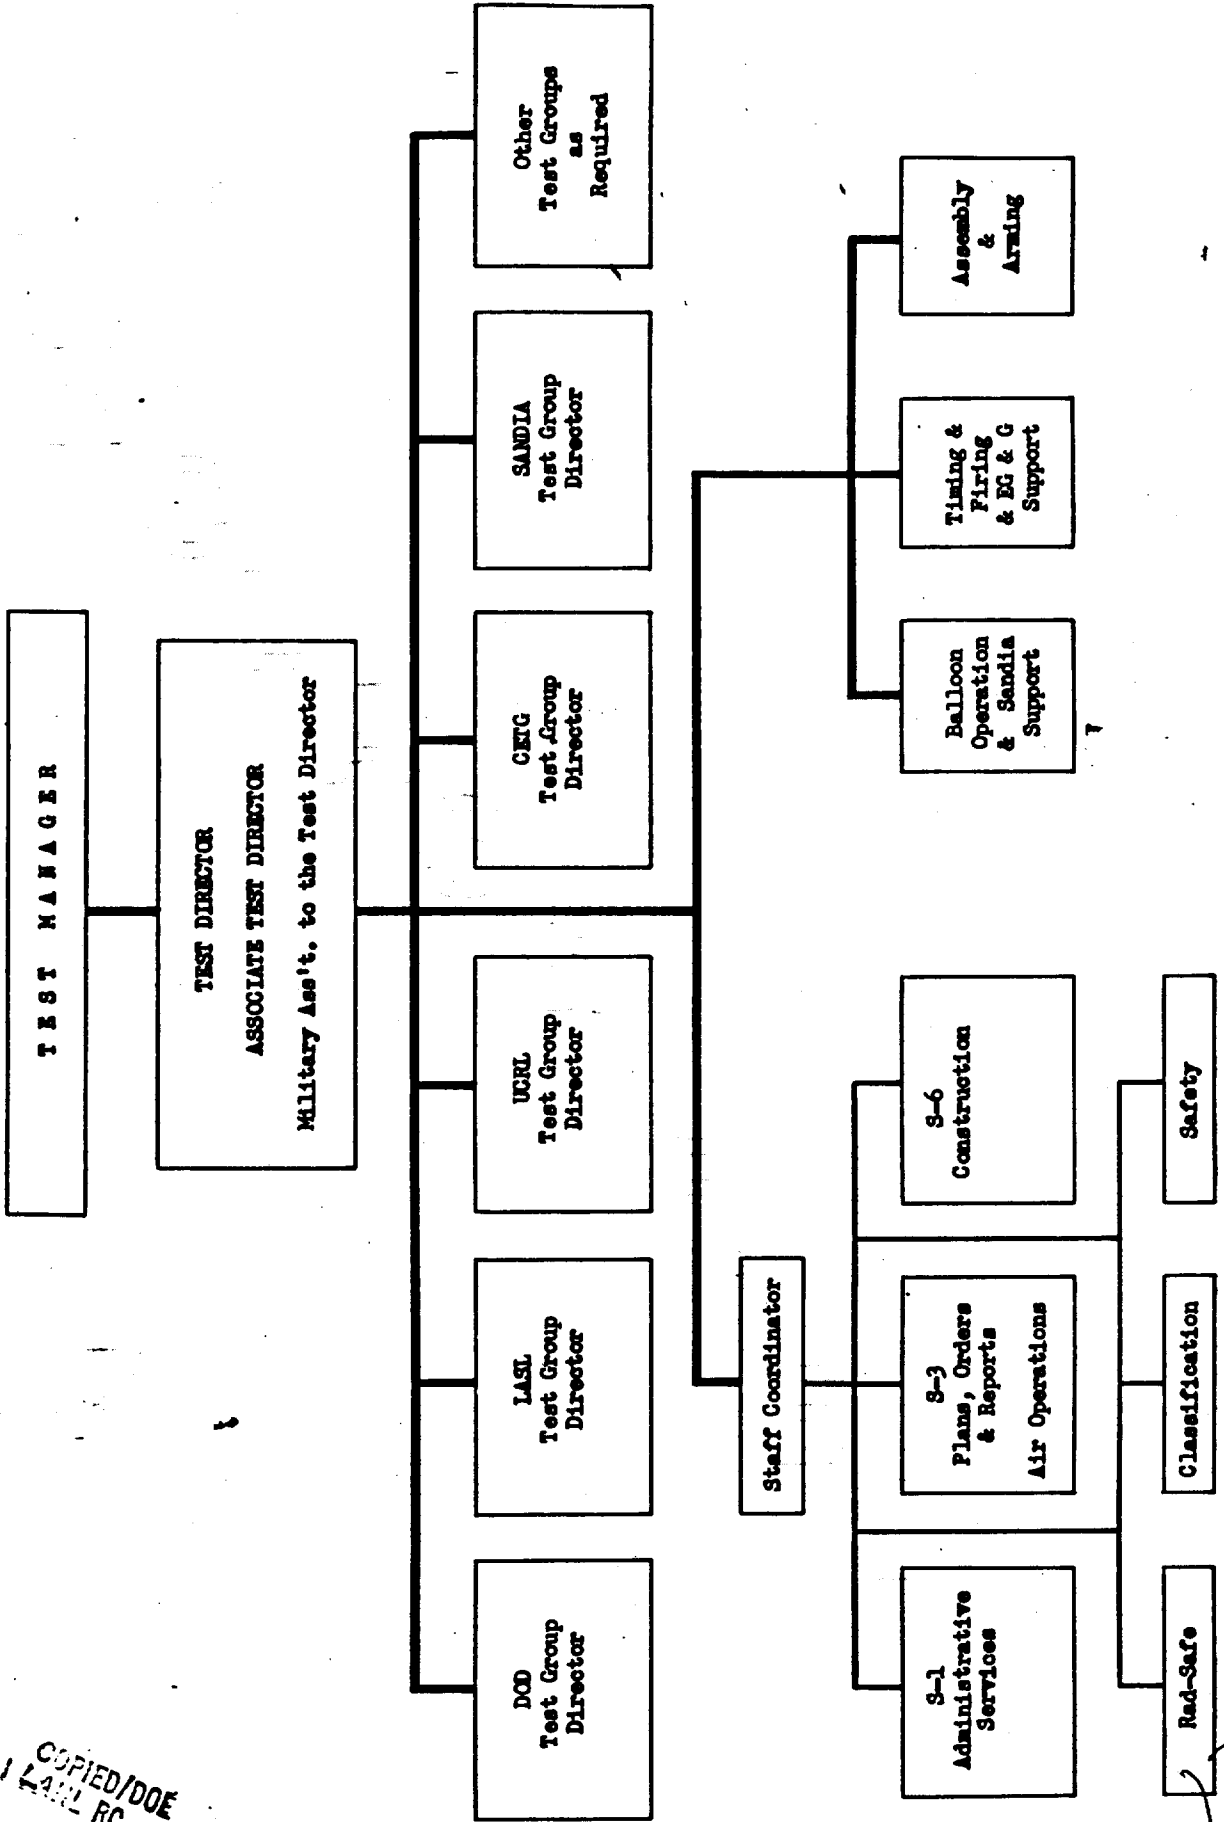 T E S T M A N A G E R
TEST DIRECTOR
ASSOCIATE TEST DIRECTOR
Military Ass't. to the Test Director
DOD
Test Group
Director
LASL
Test Group
Director
UCRL
Test Group
Director
CETG
Test Group
Director
SANDIA
Test Group
Director
Other
Test Groups
as
Required
Staff Coordinator
S-1
Administrative
Services
S-3
Plans, Orders
& Reports
Air Operations
S-6
Construction
Balloon
Operation
& Sandia
Support
Timing &
Firing
& EG & G
Support
Assembly
&
Arming
Rad-Safe
Classification
Safety
COPIED/DOE
RC